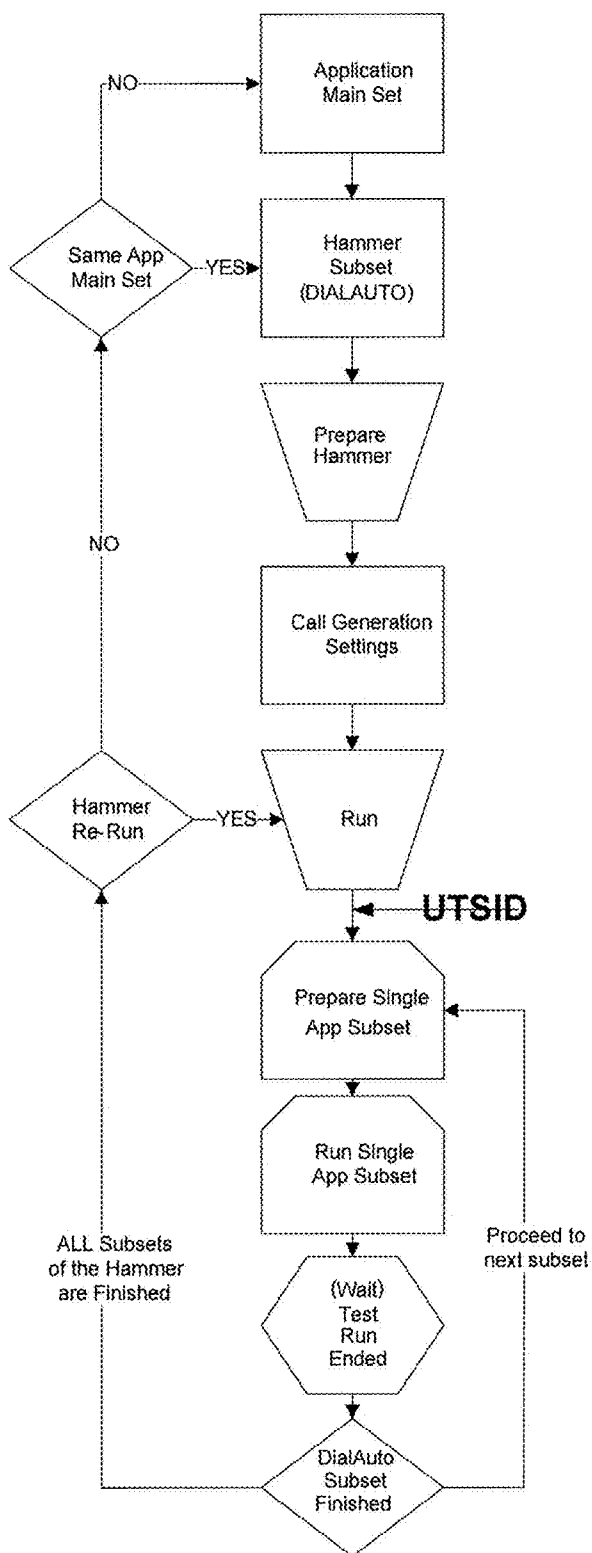 Application
Main Set
NO
Same App
Main Set
YES
Hammer
Subset
(DIALAUTO)
Prepare
Hammer
NO
Call Generation
Settings
Hammer
Re-Run
YES
Run
UTSID
Prepare Single
App Subset
Run Single
App Subset
ALL Subsets
of the Hammer
are Finished
Proceed to
next subset
(Wait)
Test
Run
Ended
DialAuto
Subset
Finished